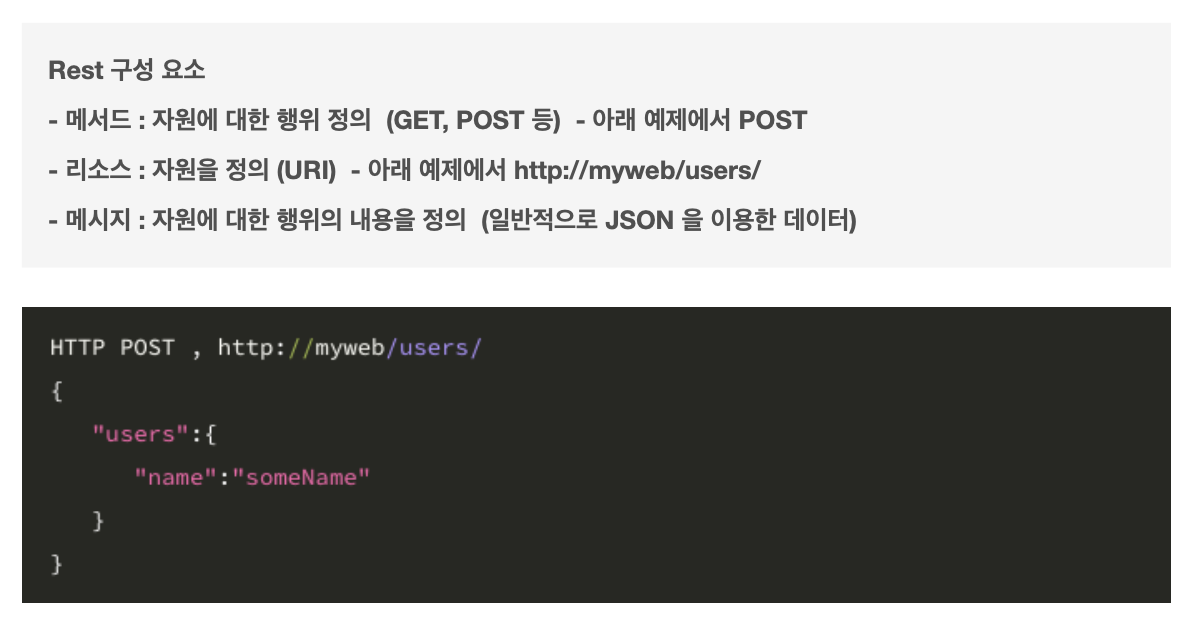 Rest 구성 요소
- 메서드 : 자원에 대한 행위 정의 (GET, POST 등) - 아래 예제에서 POST
- 리소스 : 자원을 정의 (URI) - 아래 예제에서 http://myweb/users/
- 메시지 : 자원에 대한 행위의 내용을 정의 (일반적으로 JSON 을 이용한 데이터)
HTTP POST , http://myweb/users/
{
"users":{
"name":"someName"
}
}